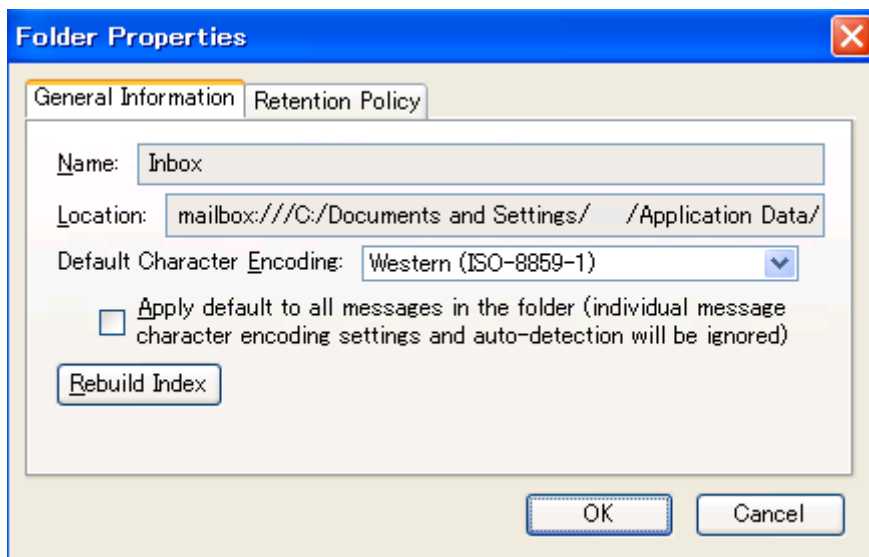 Folder Properties
General Information Retention Policy
Name: Inbox
Location: mailbox:///C:/Documents and Settings/ /Application Data/
Default Character Encoding: Western (ISO-8859-1)
Apply default to all messages in the folder (individual message
character encoding settings and auto-detection will be ignored)
Rebuild Index
OK Cancel